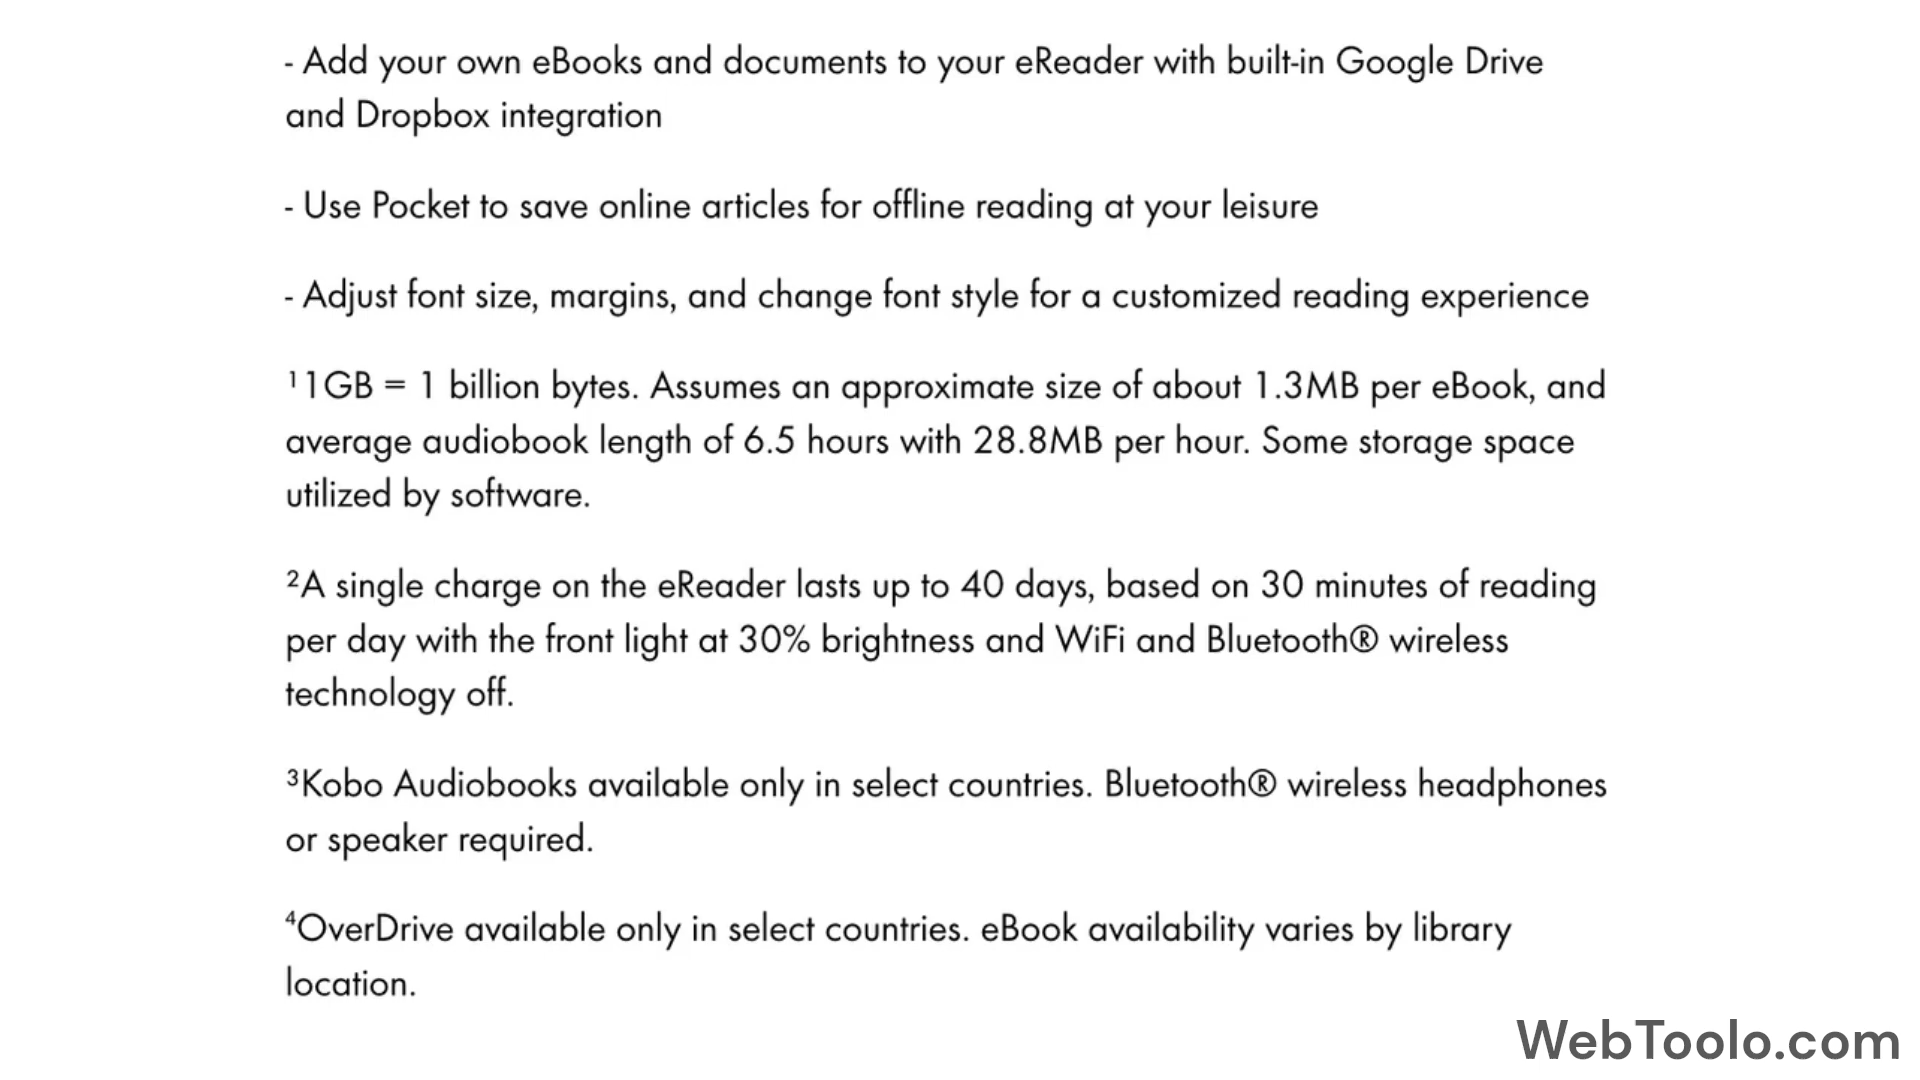 - Add your own eBooks and documents to your eReader with built-in Google Drive
and Dropbox integration
- Use Pocket to save online articles for offline reading at your leisure
- Adjust font size, margins, and change font style for a customized reading experience
¹1GB = 1 billion bytes. Assumes an approximate size of about 1.3MB per eBook, and
average audiobook length of 6.5 hours with 28.8MB per hour. Some storage space
utilized by software.
²A single charge on the eReader lasts up to 40 days, based on 30 minutes of reading
per day with the front light at 30% brightness and WiFi and Bluetooth® wireless
technology off.
³Kobo Audiobooks available only in select countries. Bluetooth® wireless headphones
or speaker required.
⁴OverDrive available only in select countries. eBook availability varies by library
location.
WebToolo.com